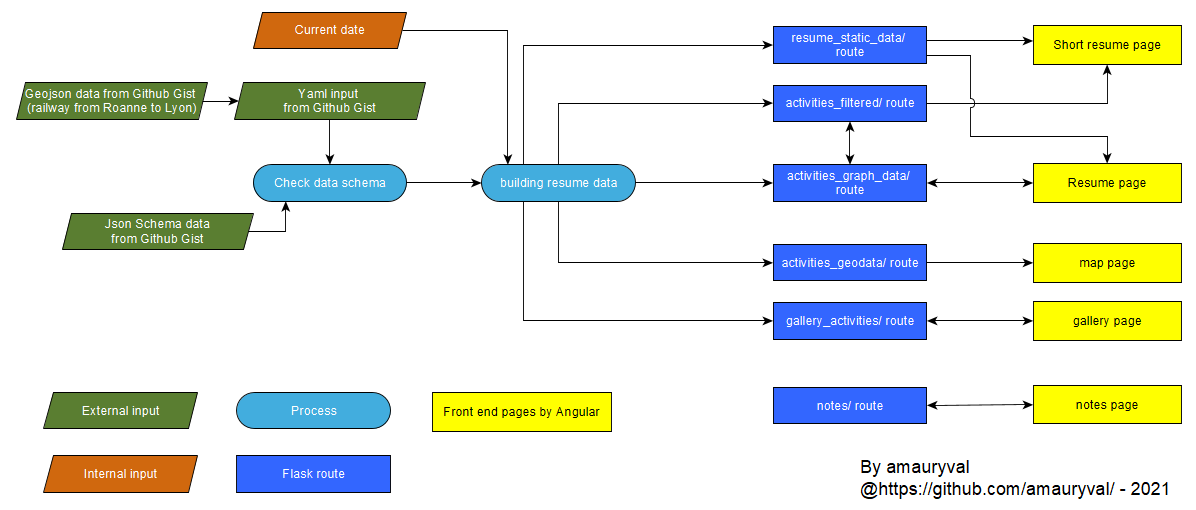 Current date
resume_static_data/
route
Short resume page
Geojson data from Github Gist
(railway from Roanne to Lyon)
Yaml input
from Github Gist
activities_filtered/ route
Check data schema
building resume data
activities_graph_data/
route
Resume page
Json Schema data
from Github Gist
activities_geodata/ route
map page
gallery_activities/ route
gallery page
External input
Process
Front end pages by Angular
notes/ route
notes page
Internal input
Flask route
By amauryval
@https://github.com/amauryval/ - 2021